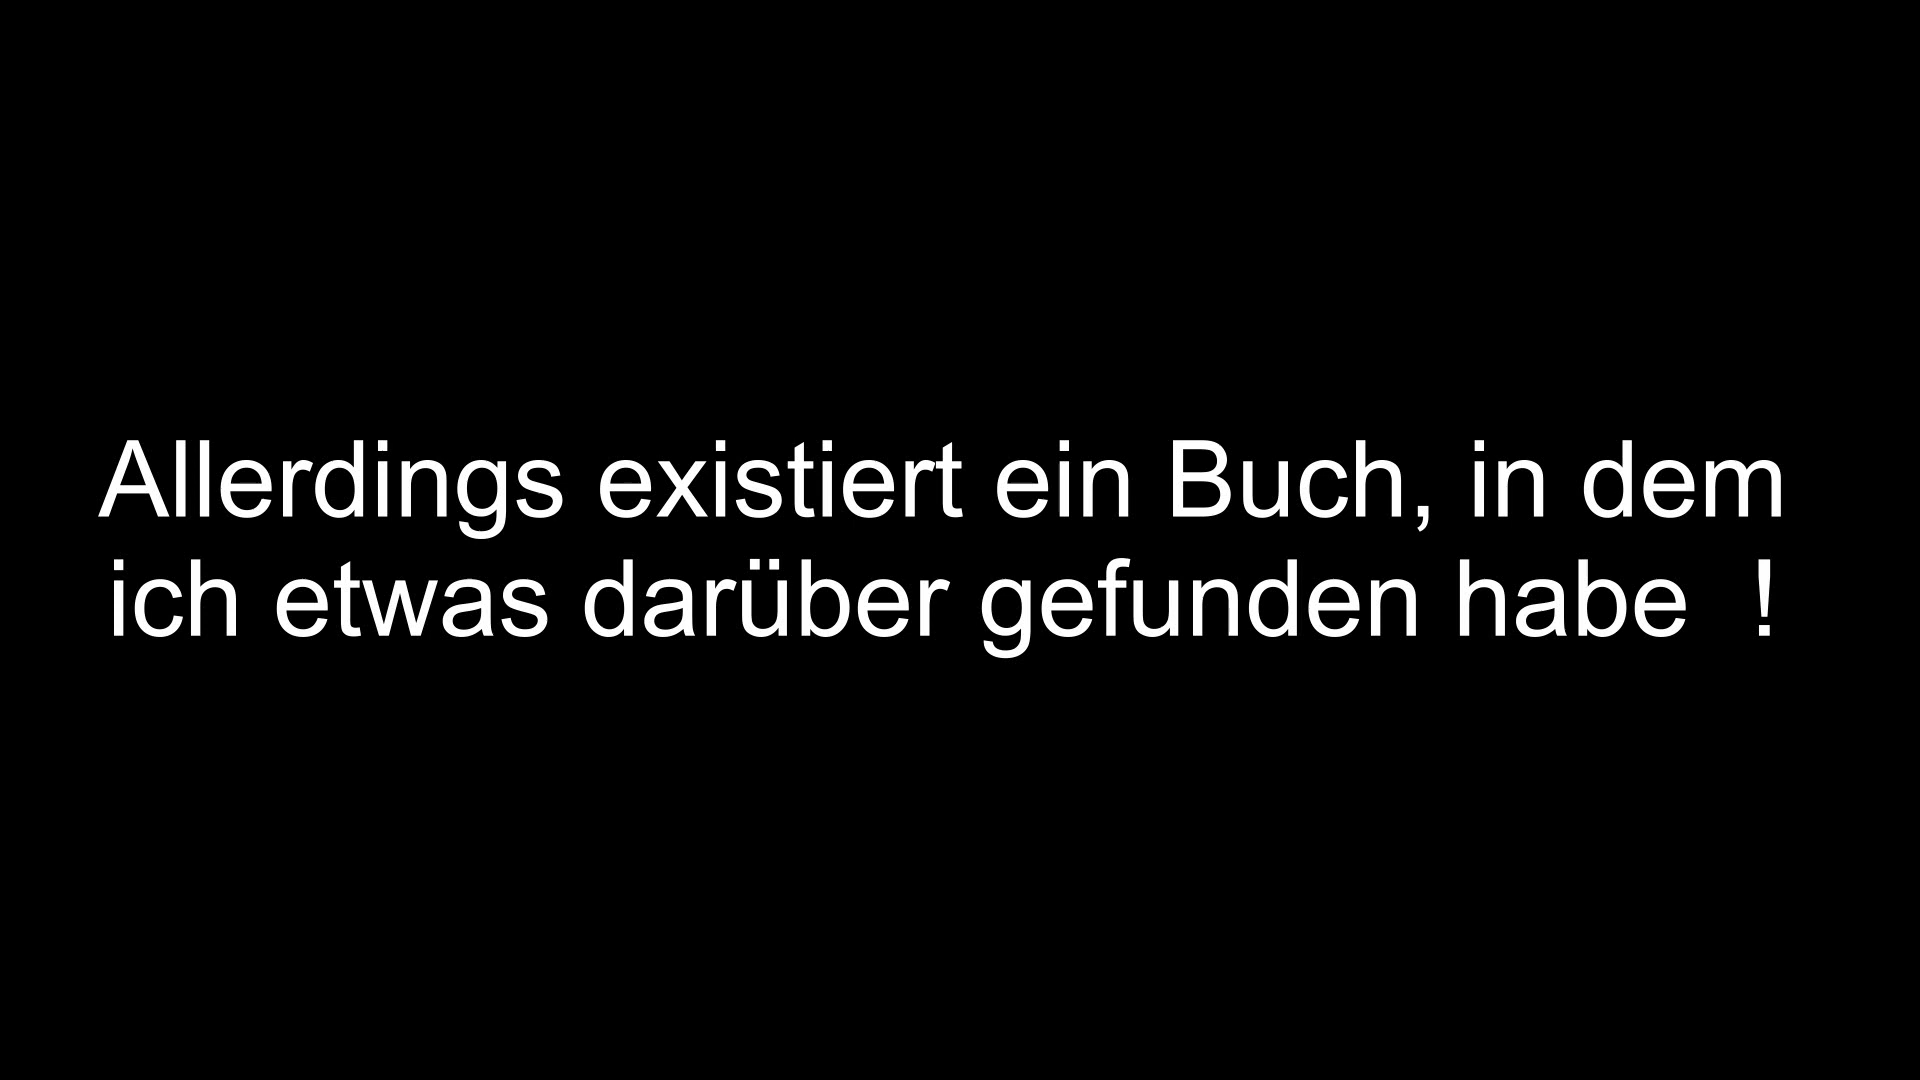 Allerdings existiert ein Buch, in dem
ich etwas darüber gefunden habe  !